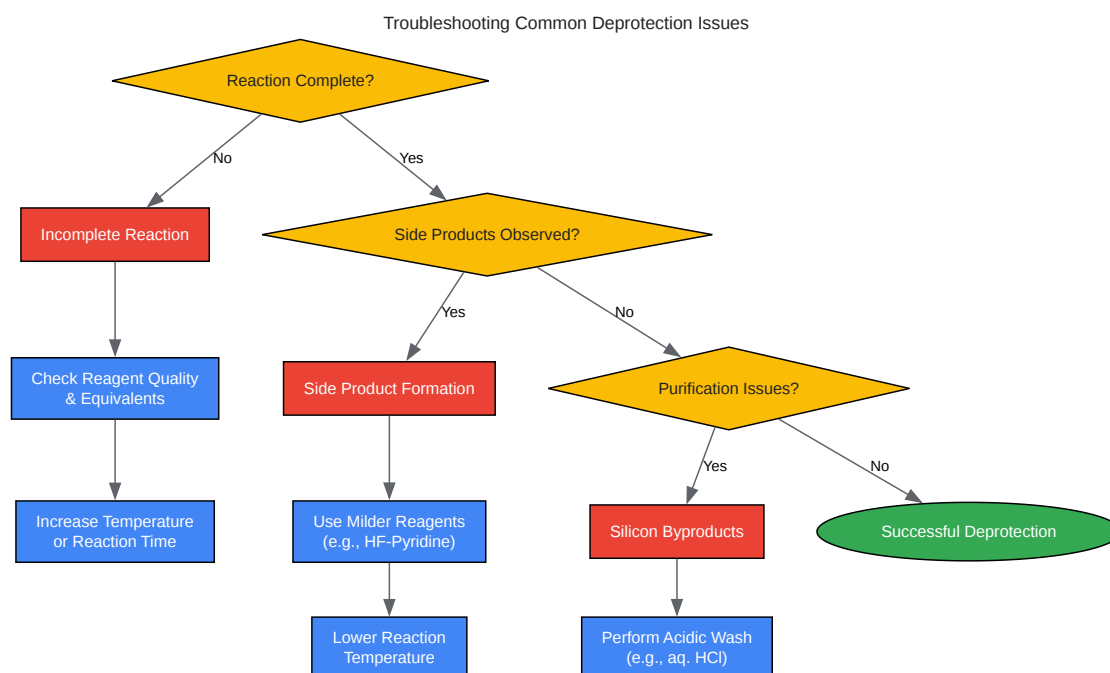 Troubleshooting Common Deprotection Issues
Reaction Complete?
No
Yes
Incomplete Reaction
Side Products Observed?
Yes
No
Check Reagent Quality
& Equivalents
Side Product Formation
Purification Issues?
Yes
No
Increase Temperature
or Reaction Time
Use Milder Reagents
(e.g., HF-Pyridine)
Silicon Byproducts
Successful Deprotection
Lower Reaction
Temperature
Perform Acidic Wash
(e.g., aq. HCl)